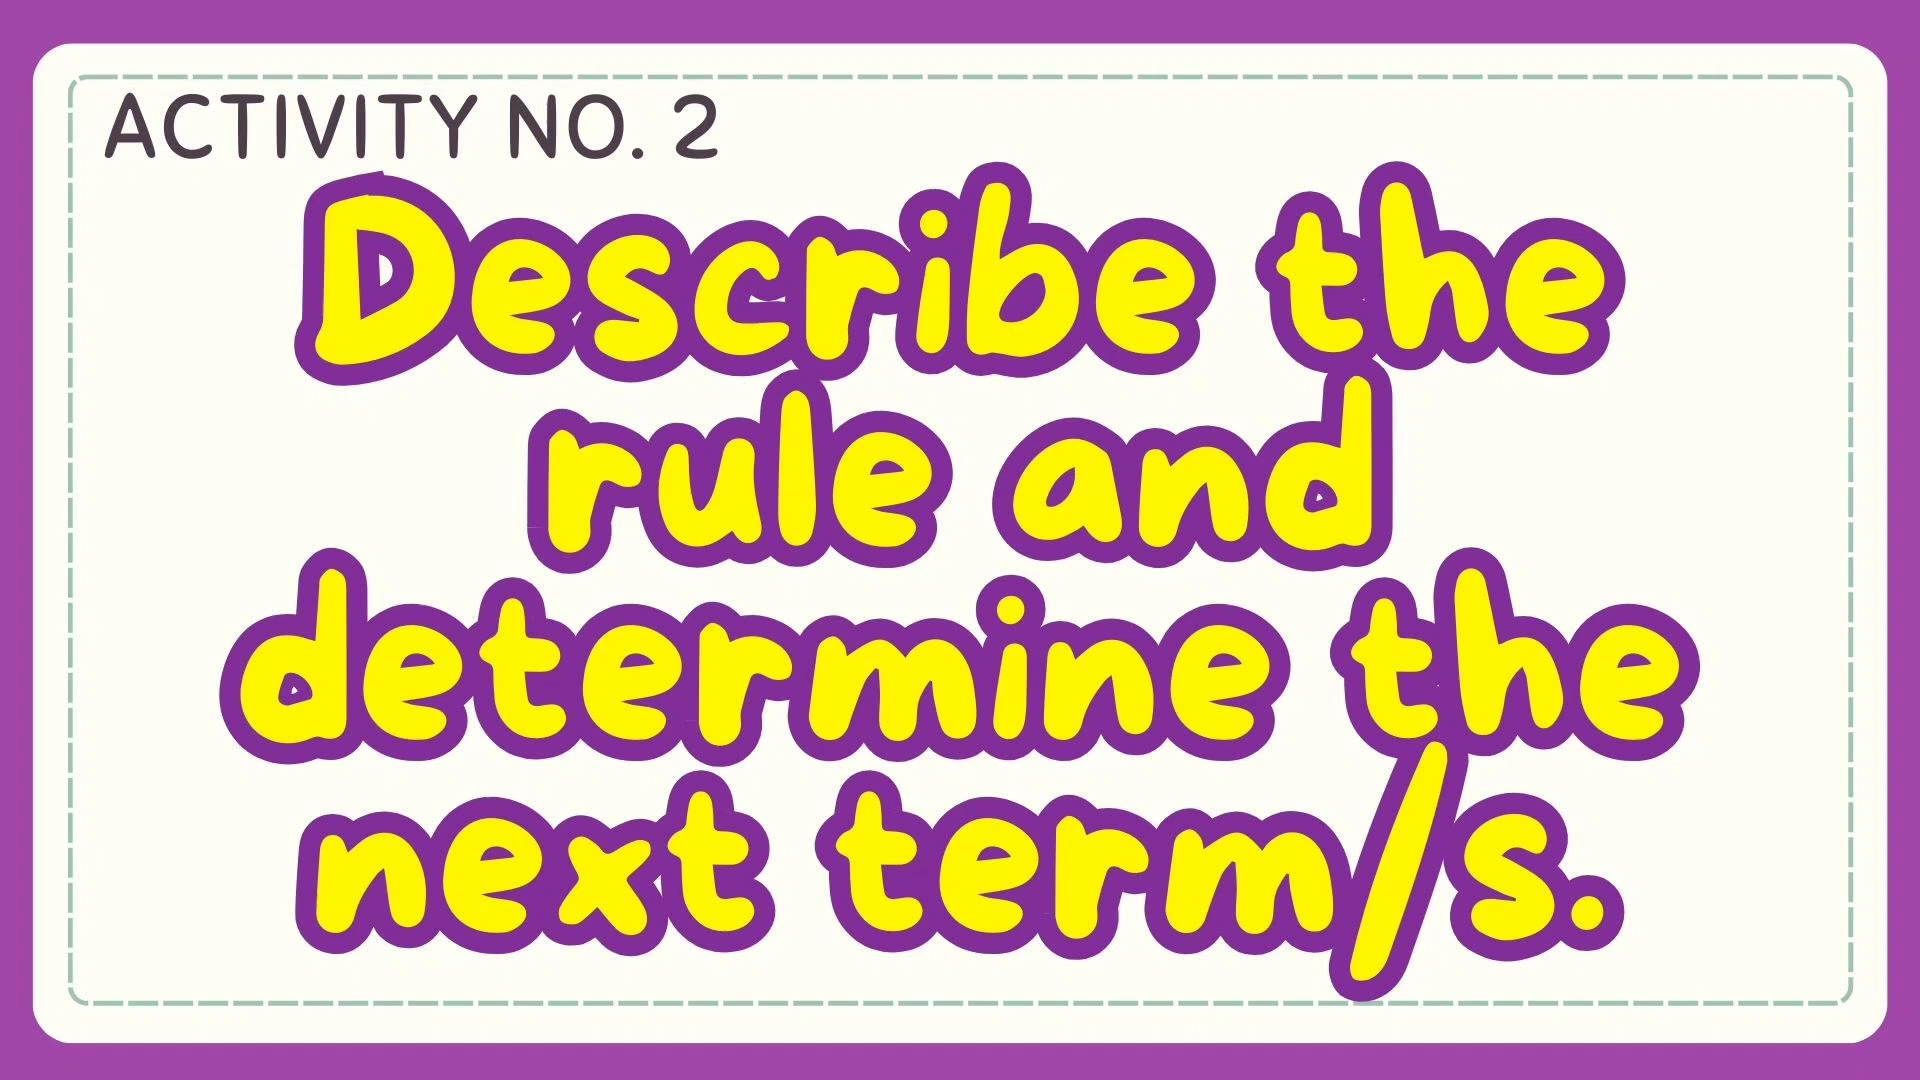 ACTIVITY NO. 2
Describe the
rule and
determine the
next term/s.